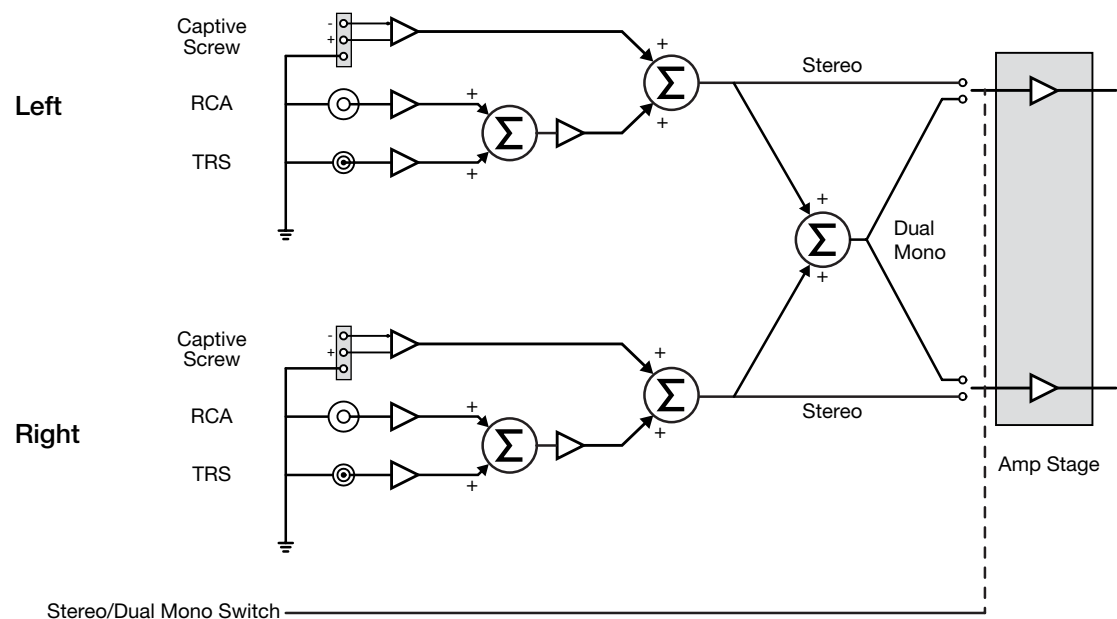 Captive
Screw
-
+
RCA
TRS
Left
+
+
Σ
+
+
Σ
Stereo
+
Σ
+
Dual
Mono
Captive
Screw
-
+
RCA
TRS
Right
+
+
Σ
+
+
Σ
Stereo
Amp Stage
Stereo/Dual Mono Switch